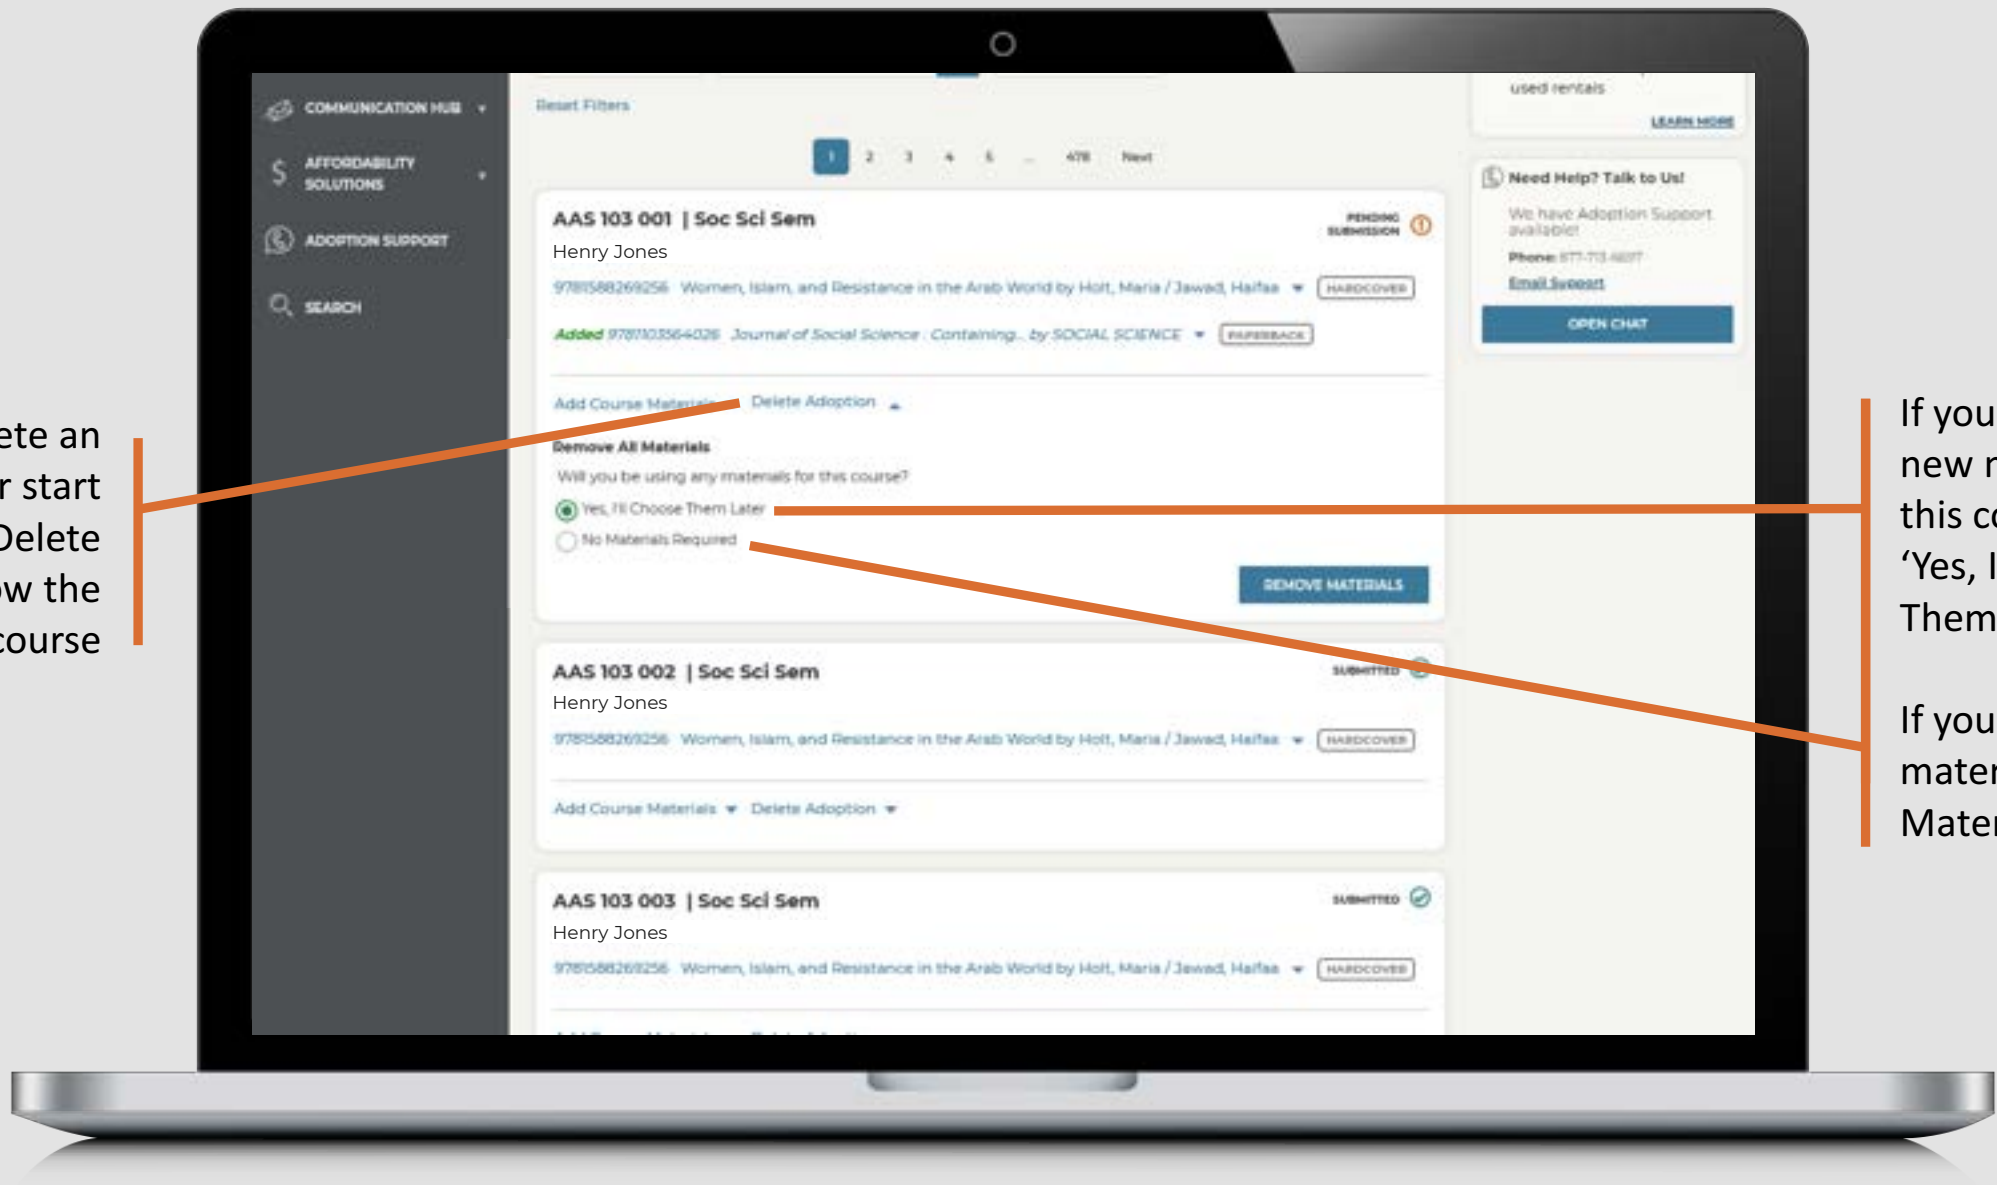 COMMUNICATION HUB
AFFORDABILITY
SOLUTIONS
ADOPTION SUPPORT
SEARCH
Reset Filters
1 2 3 4 5 ... 478 Next
AAS 103 001 | Soc Sci Sem
PENDING
SUBMISSION
Henry Jones
9781588269256 Women, Islam, and Resistance in the Arab World by Holt, Maria / Jawad, Haifaa HARDCOVER
Added 9781103564026 Journal of Social Science : Containing... by SOCIAL SCIENCE PAPERBACK
Add Course Materials Delete Adoption
Remove All Materials
Will you be using any materials for this course?
Yes, I'll Choose Them Later
No Materials Required
REMOVE MATERIALS
AAS 103 002 | Soc Sci Sem
SUBMITTED
Henry Jones
9781588269256 Women, Islam, and Resistance in the Arab World by Holt, Maria / Jawad, Haifaa HARDCOVER
Add Course Materials Delete Adoption
AAS 103 003 | Soc Sci Sem
SUBMITTED
Henry Jones
9781588269256 Women, Islam, and Resistance in the Arab World by Holt, Maria / Jawad, Haifaa HARDCOVER
used rentals
LEARN MORE
Need Help? Talk to Us!
We have Adoption Support
available!
Phone:
Email Support
OPEN CHAT
ete an
r start
Delete
ow the
course
If you
new
this co
‘Yes, I
Them
If you
mater
Mater